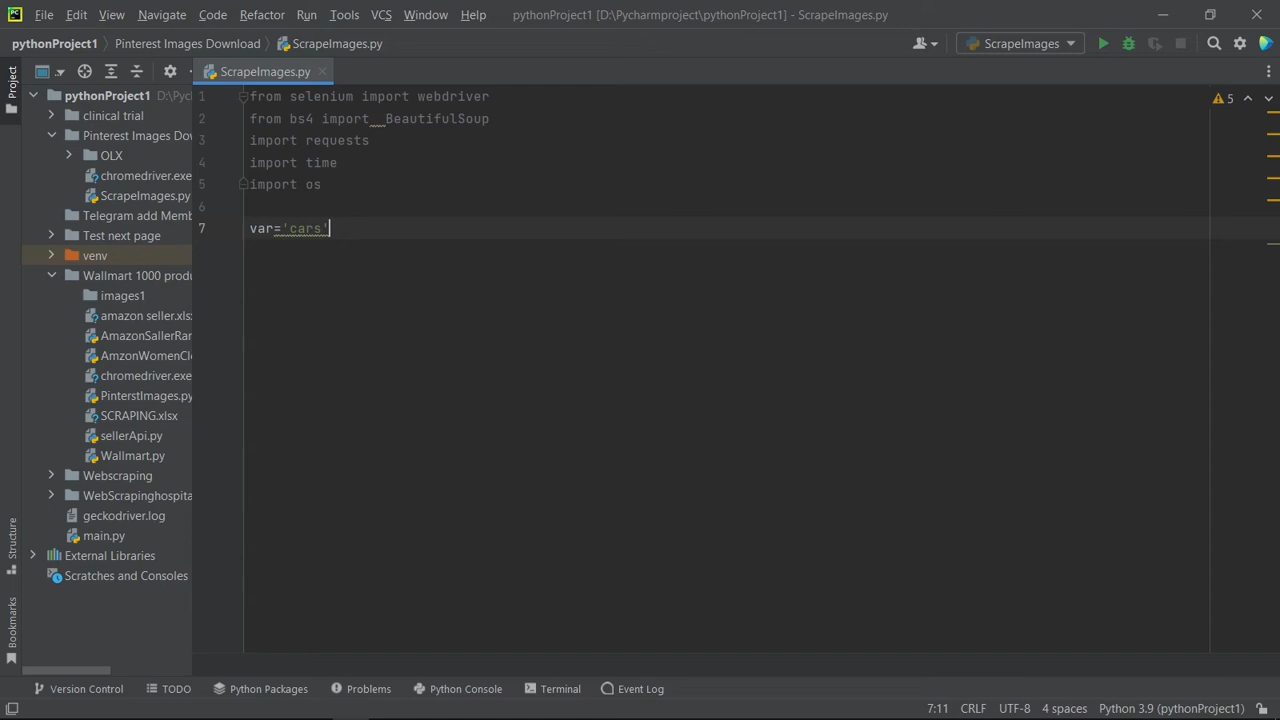 File Edit View Navigate Code Refactor Run Tools VCS Window Help pythonProject1 [D:\Pycharmproject\pythonProject1] - ScrapeImages.py
pythonProject1 Pinterest Images Download ScrapeImages.py ScrapeImages
Project
ScrapeImages.py
pythonProject1 D:\Pyc
clinical trial
Pinterest Images Dow
OLX
chromedriver.exe
ScrapeImages.py
Telegram add Memb
Test next page
venv
Wallmart 1000 produ
images1
amazon seller.xls
AmazonSallerRan
AmzonWomenClo
chromedriver.exe
PinterstImages.py
SCRAPING.xlsx
sellerApi.py
Wallmart.py
Webscraping
WebScrapinghospita
geckodriver.log
main.py
External Libraries
Scratches and Consoles
Structure
Bookmarks
1 from selenium import webdriver
2 from bs4 import  BeautifulSoup
3 import requests
4 import time
5 import os
6
7 var='cars'
5
Version Control TODO Python Packages Problems Python Console Terminal Event Log
7:11 CRLF UTF-8 4 spaces Python 3.9 (pythonProject1)